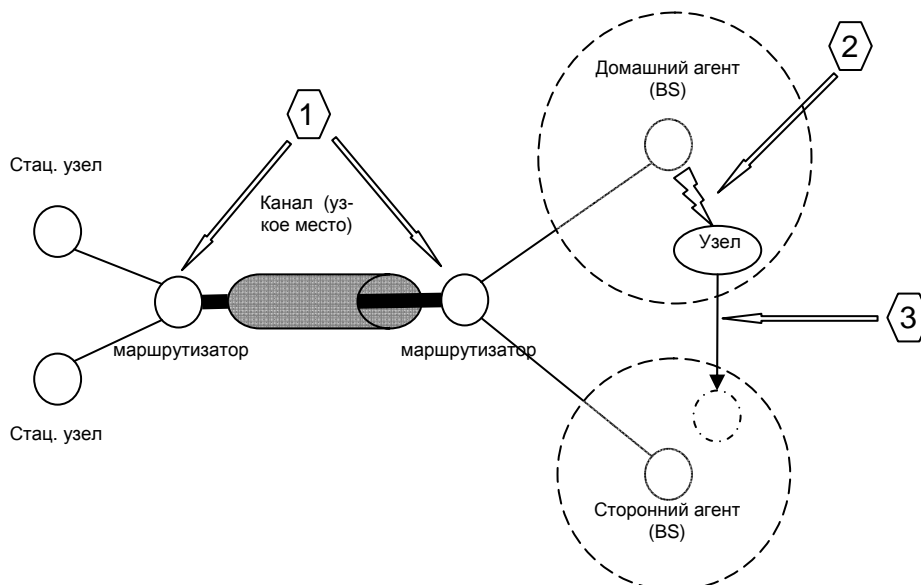 2
Домашний агент
(BS)
1
Стац. узел
Канал (уз-
кое место)
Узел
3
маршрутизатор
маршрутизатор
Стац. узел
Сторонний агент
(BS)